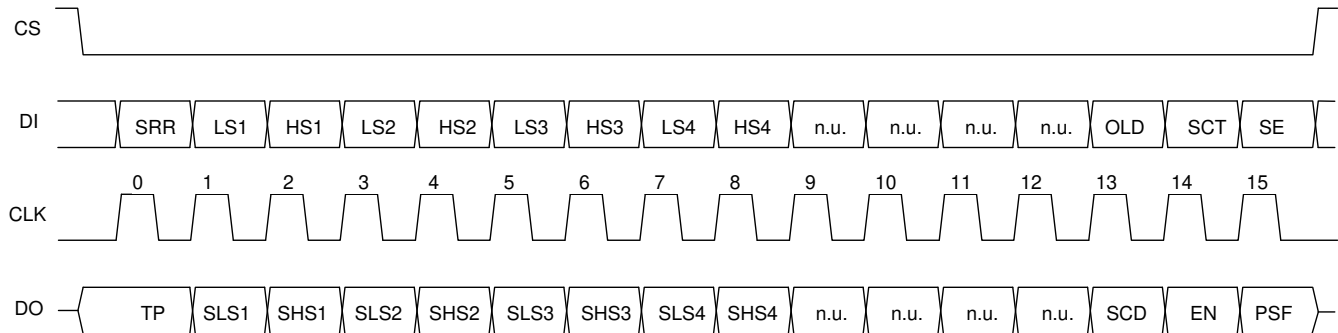 CS
DI SRR LS1 HS1 LS2 HS2 LS3 HS3 LS4 HS4 n.u. n.u. n.u. n.u. OLD SCT SE
0 1 2 3 4 5 6 7 8 9 10 11 12 13 14 15
CLK
DO TP SLS1 SHS1 SLS2 SHS2 SLS3 SHS3 SLS4 SHS4 n.u. n.u. n.u. n.u. SCD EN PSF